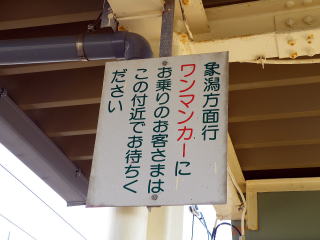 象潟方面行
ワンマンカーに
お乗りのお客さまは
この付近でお待ちく
ださい